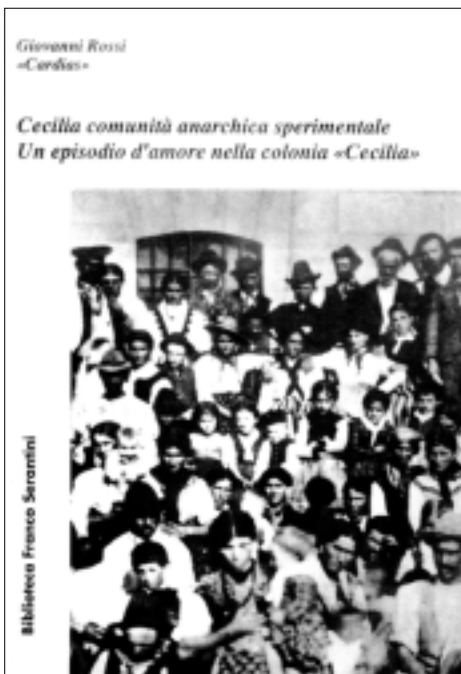 Giovanni Rossi
«Cardias»
Cecilia comunità anarchica sperimentale
Un episodio d'amore nella colonia «Cecilia»
Biblioteca Franco Serantini